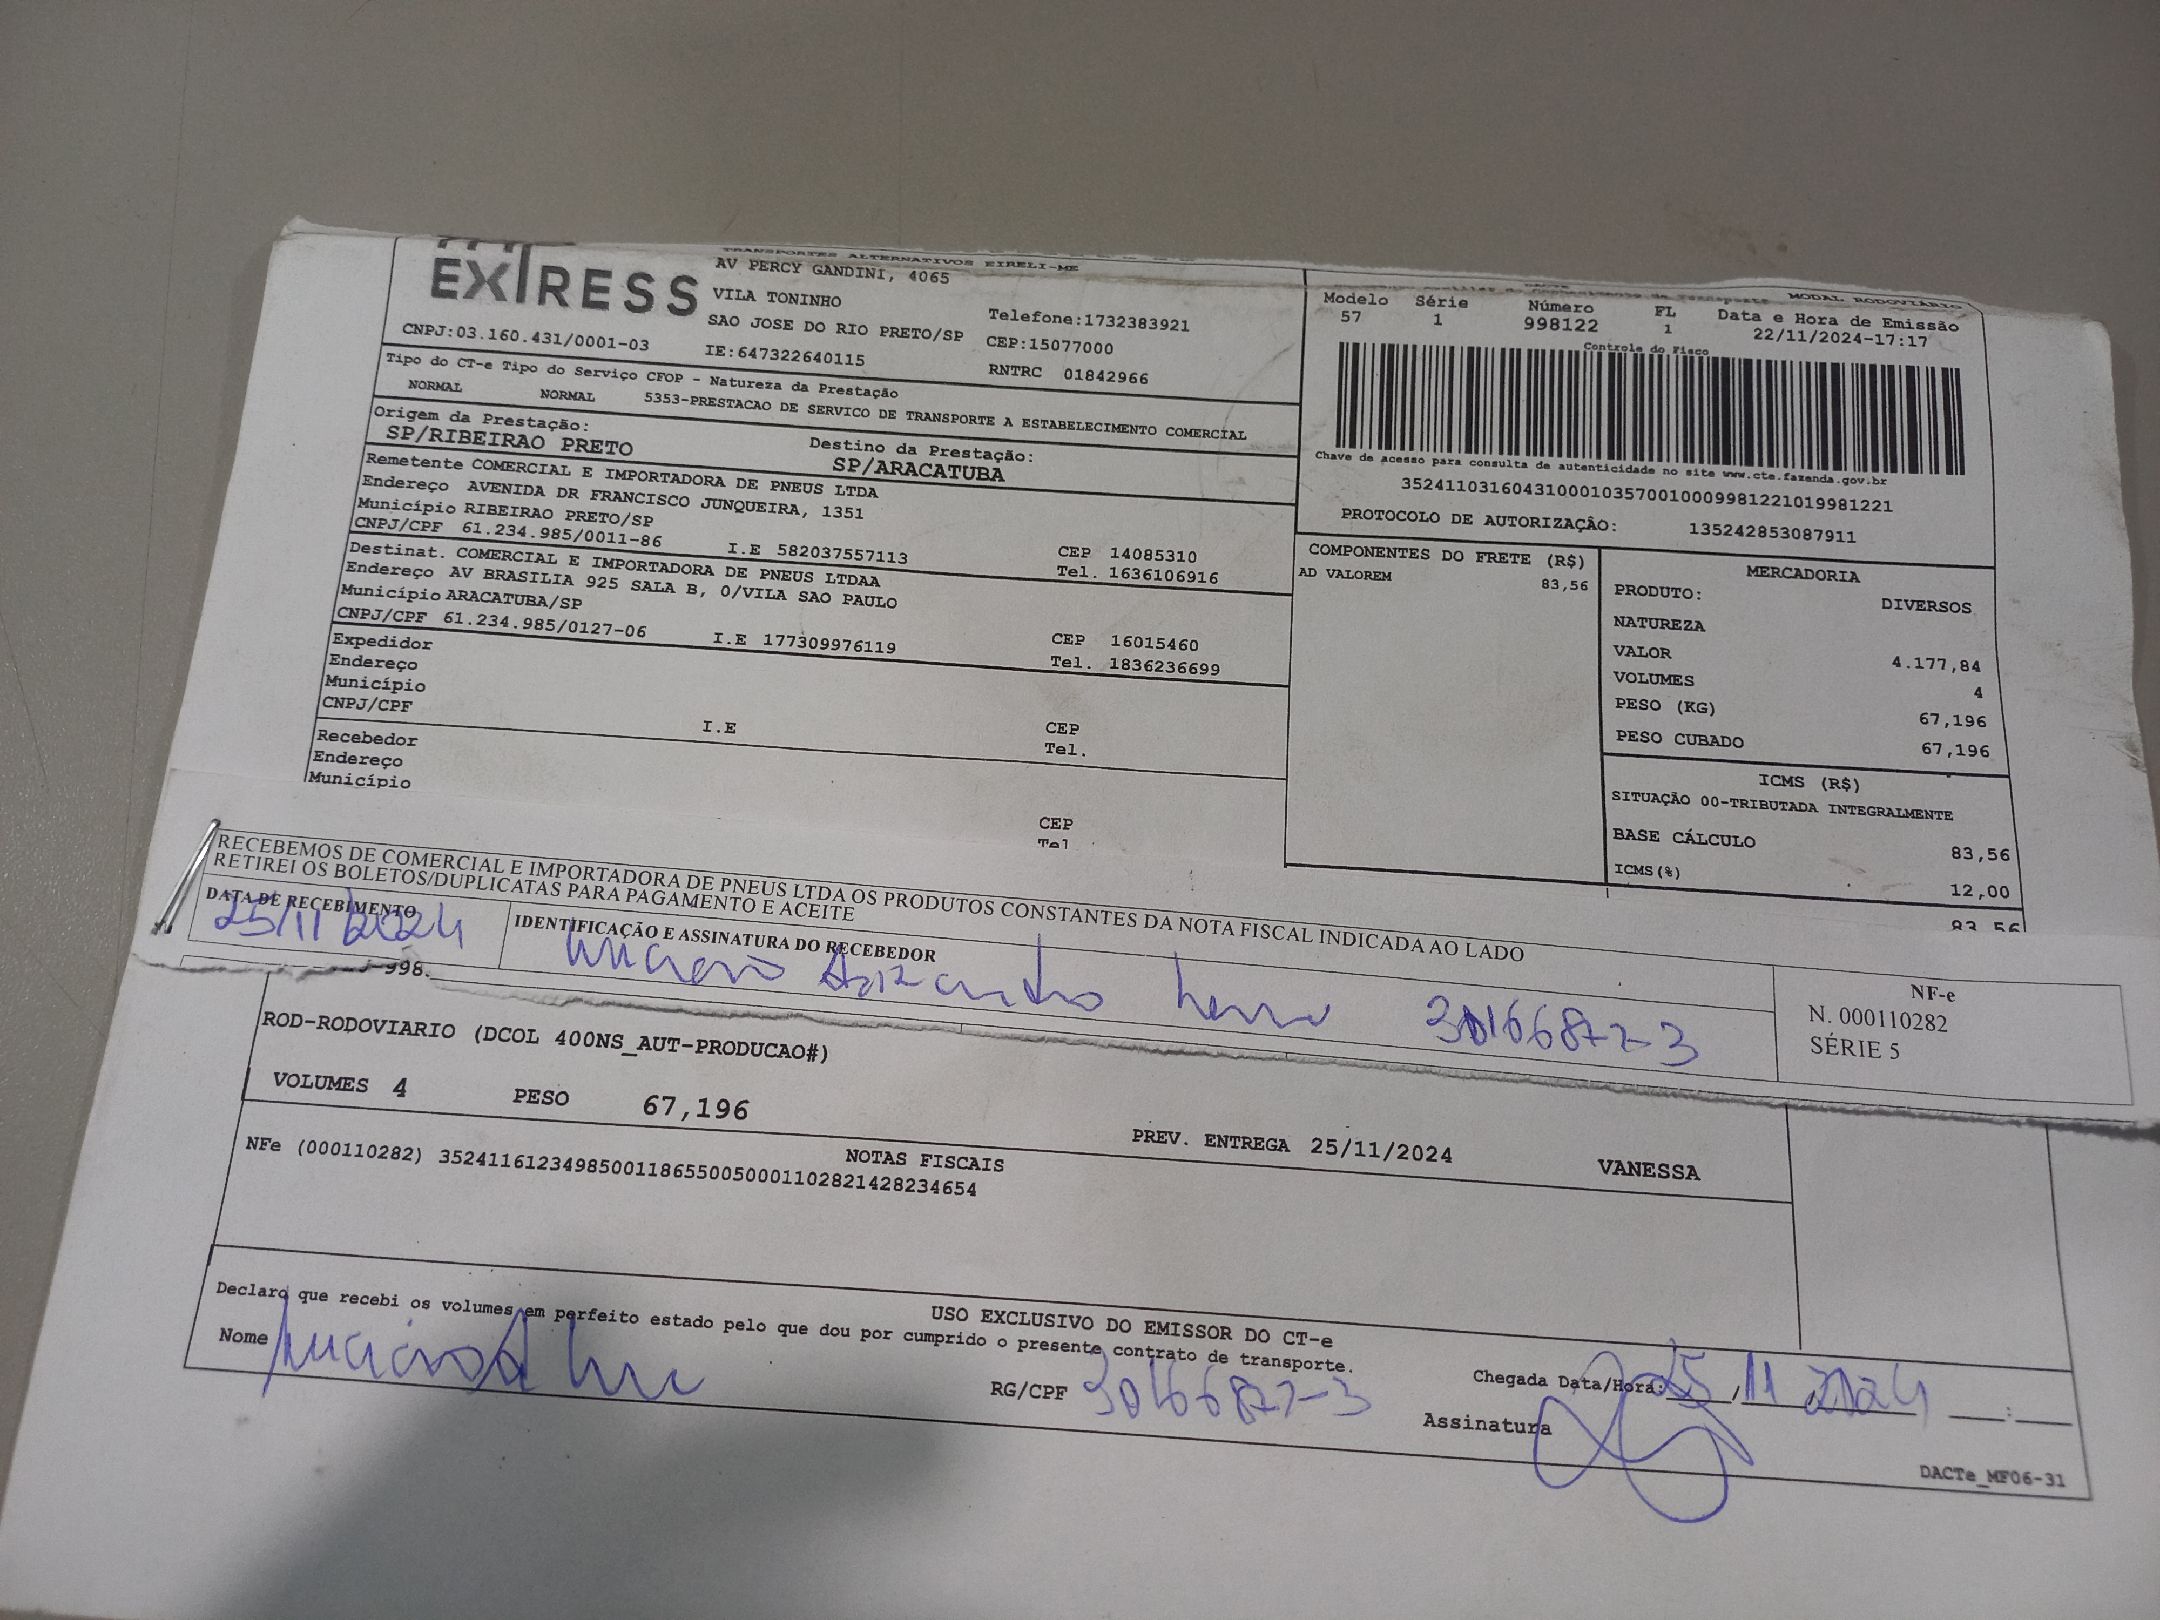 EXPRESS
TRANSPORTES ALTERNATIVOS EIRELI-ME
AV PERCY GANDINI, 4065
VILA TONINHO
SAO JOSE DO RIO PRETO/SP
Telefone:1732383921
CEP:15077000
CNPJ:03.160.431/0001-03
IE:647322640115
RNTRC 01842966
MODAL RODOVIÁRIO
Modelo Série Número FL Data e Hora de Emissão
57 1 998122 1 22/11/2024-17:17
Controle do Fisco
Chave de acesso para consulta de autenticidade no site www.cte.fazenda.gov.br
35241103160431000103570010009981221019981221
PROTOCOLO DE AUTORIZAÇÃO: 135242853087911
Tipo do CT-e Tipo do Serviço CFOP - Natureza da Prestação
NORMAL NORMAL 5353-PRESTACAO DE SERVICO DE TRANSPORTE A ESTABELECIMENTO COMERCIAL
Origem da Prestação: Destino da Prestação:
SP/RIBEIRAO PRETO SP/ARACATUBA
Remetente COMERCIAL E IMPORTADORA DE PNEUS LTDA
Endereço AVENIDA DR FRANCISCO JUNQUEIRA, 1351
Município RIBEIRAO PRETO/SP CEP 14085310
CNPJ/CPF 61.234.985/0011-86 I.E 582037557113 Tel. 1636106916
Destinat. COMERCIAL E IMPORTADORA DE PNEUS LTDAA
Endereço AV BRASILIA 925 SALA B, 0/VILA SAO PAULO
Município ARACATUBA/SP CEP 16015460
CNPJ/CPF 61.234.985/0127-06 I.E 177309976119 Tel. 1836236699
Expedidor
Endereço
Município CEP
CNPJ/CPF I.E Tel.
Recebedor
Endereço
Município CEP
Tel
COMPONENTES DO FRETE (R$)
AD VALOREM 83,56
MERCADORIA
PRODUTO: DIVERSOS
NATUREZA
VALOR 4.177,84
VOLUMES 4
PESO (KG) 67,196
PESO CUBADO 67,196
ICMS (R$)
SITUAÇÃO 00-TRIBUTADA INTEGRALMENTE
BASE CÁLCULO 83,56
ICMS(%) 12,00
83,56
RECEBEMOS DE COMERCIAL E IMPORTADORA DE PNEUS LTDA OS PRODUTOS CONSTANTES DA NOTA FISCAL INDICADA AO LADO
RETIREI OS BOLETOS/DUPLICATAS PARA PAGAMENTO E ACEITE
DATA DE RECEBIMENTO IDENTIFICAÇÃO E ASSINATURA DO RECEBEDOR
25/11/2024 3016687-3
NF-e
N. 000110282
SÉRIE 5
998.
ROD-RODOVIARIO (DCOL 400NS_AUT-PRODUCAO#)
VOLUMES 4 PESO 67,196
PREV. ENTREGA 25/11/2024 VANESSA
NOTAS FISCAIS
NFe (000110282) 35241161234985001186550050001102821428234654
USO EXCLUSIVO DO EMISSOR DO CT-e
Declaro que recebi os volumes em perfeito estado pelo que dou por cumprido o presente contrato de transporte.
Nome RG/CPF 3016687-3 Chegada Data/Hora: 25/11/2024 __:__
Assinatura
DACTe_MF06-31